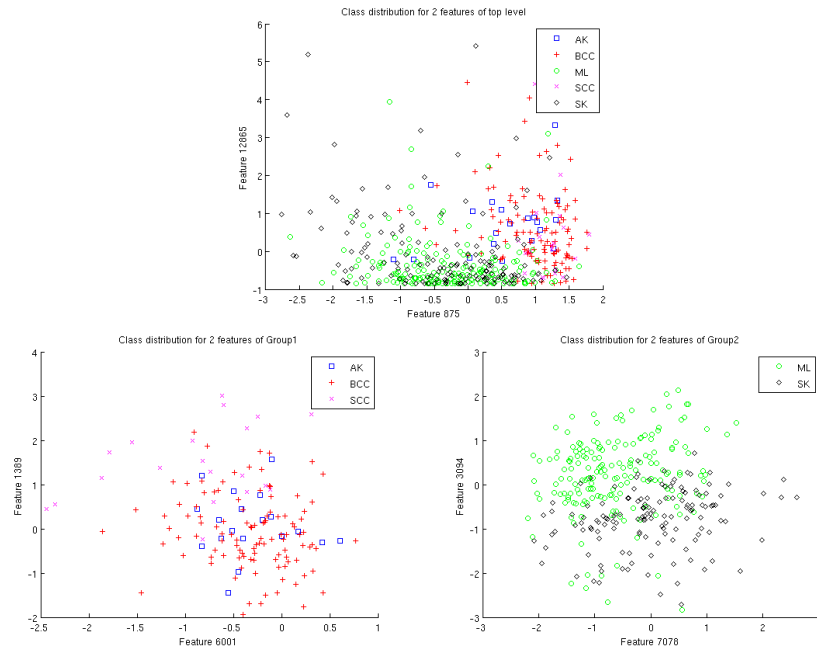 Class distribution for 2 features of top level
6
5
4
3
2
1
0
-1
Feature 12865
-3
-2.5
-2
-1.5
-1
-0.5
0
0.5
1
1.5
2
Feature 875
AK
BCC
ML
SCC
SK
Class distribution for 2 features of Group1
4
3
2
1
0
-1
-2
Feature 1389
-2.5
-2
-1.5
-1
-0.5
0
0.5
1
Feature 6001
AK
BCC
SCC
Class distribution for 2 features of Group2
3
2
1
0
-1
-2
-3
Feature 3094
-3
-2
-1
0
1
2
3
Feature 7078
ML
SK